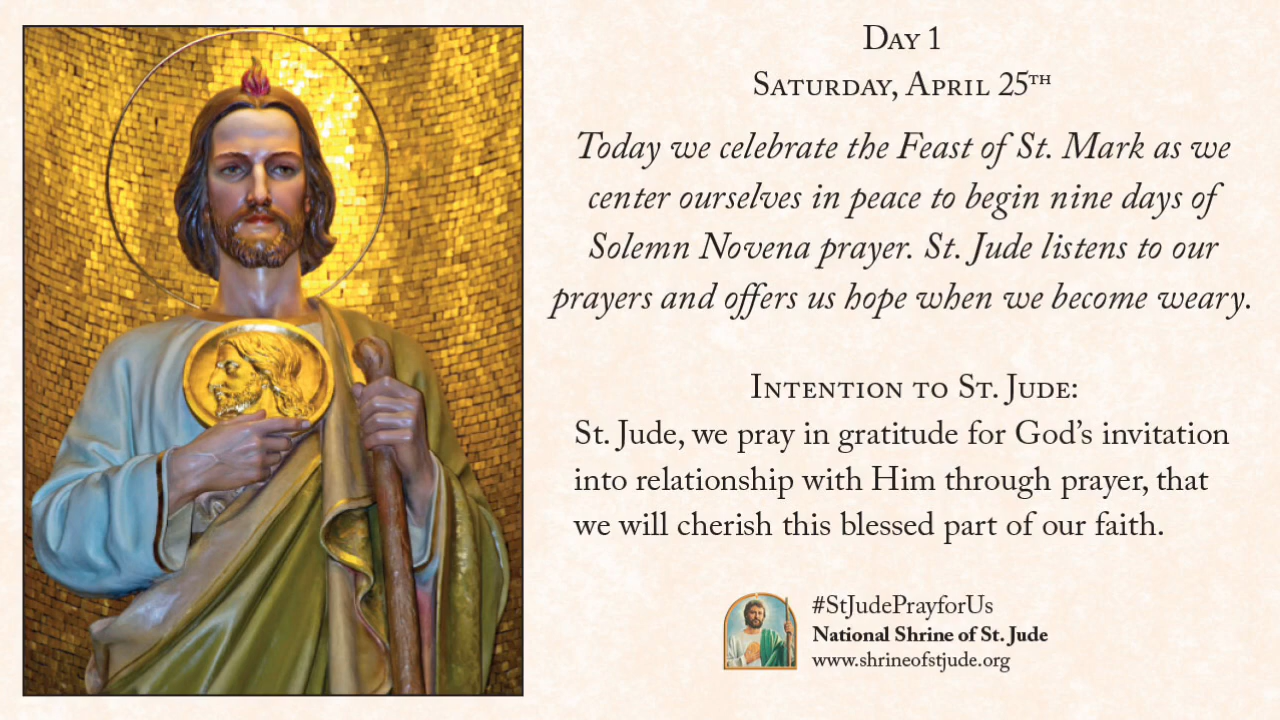 Day 1
Saturday, April 25th
Today we celebrate the Feast of St. Mark as we
center ourselves in peace to begin nine days of
Solemn Novena prayer. St. Jude listens to our
prayers and offers us hope when we become weary.
Intention to St. Jude:
St. Jude, we pray in gratitude for God’s invitation
into relationship with Him through prayer, that
we will cherish this blessed part of our faith.
#StJudePrayforUs
National Shrine of St. Jude
www.shrineofstjude.org